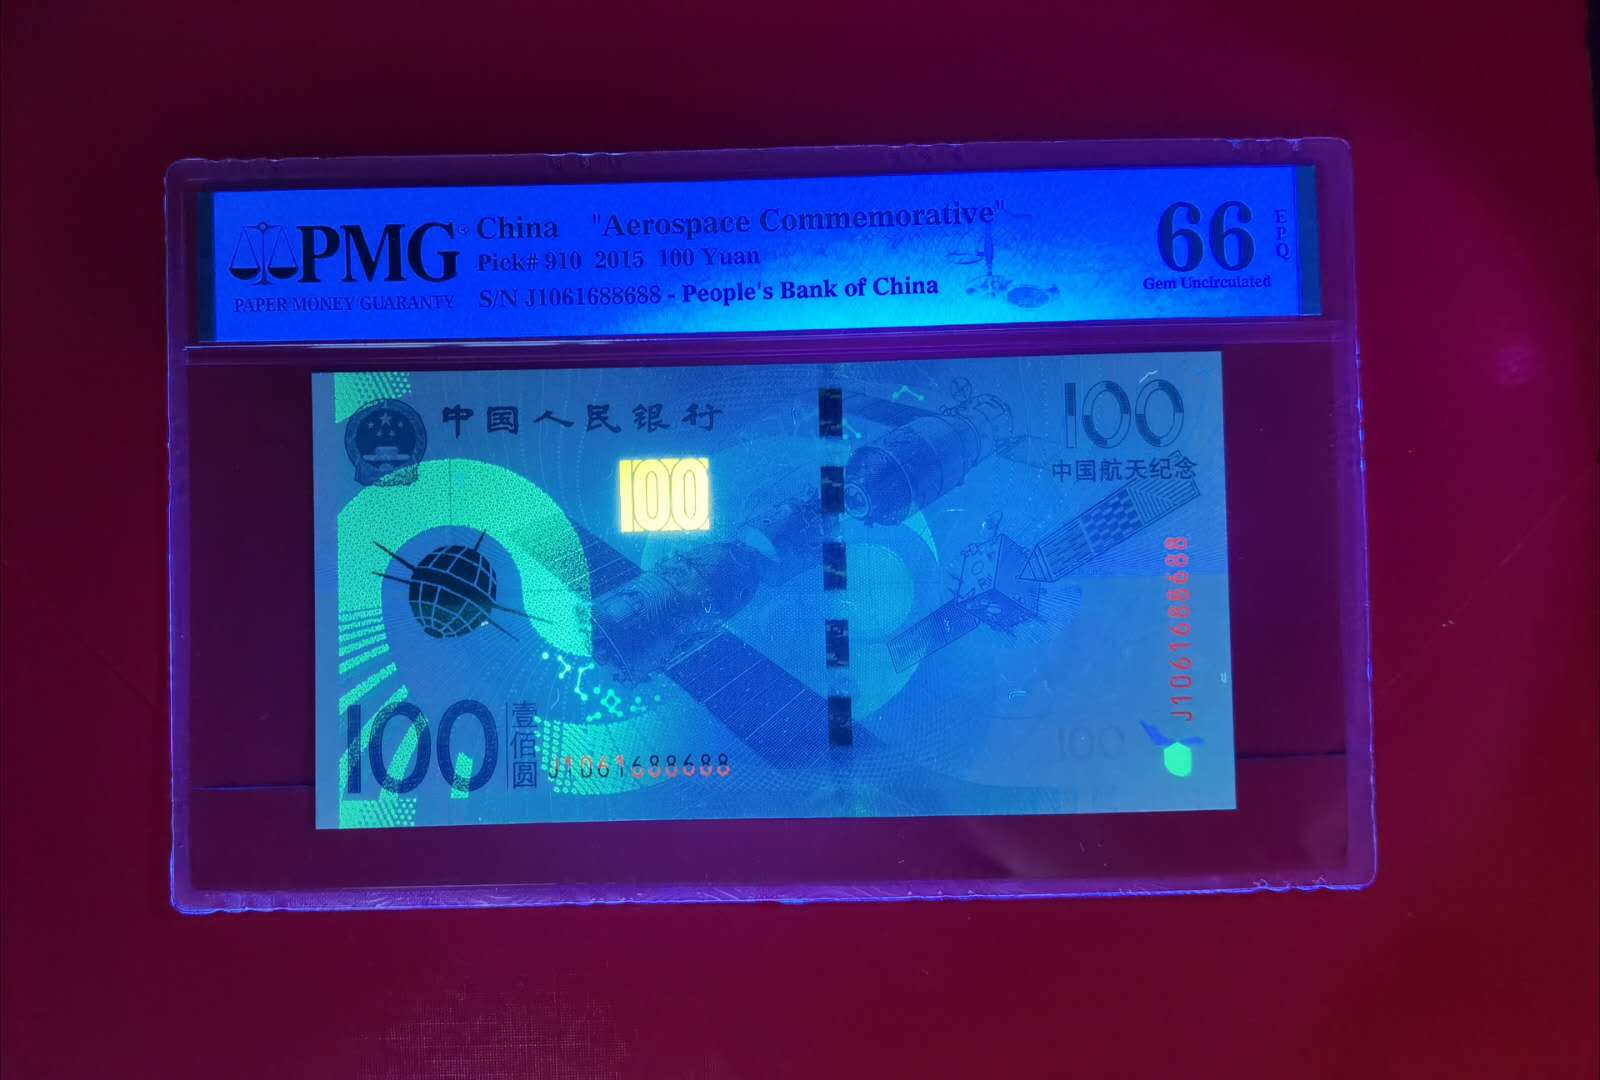 PMG
PAPER MONEY GUARANTY
China "Aerospace Commemorative"
Pick# 910 2015 100 Yuan
S/N J1061688688 - People's Bank of China
66
EPQ
Gem Uncirculated
中国人民银行
100
100
中国航天纪念
J1061688688
100
壹佰圆
J1061688688
100